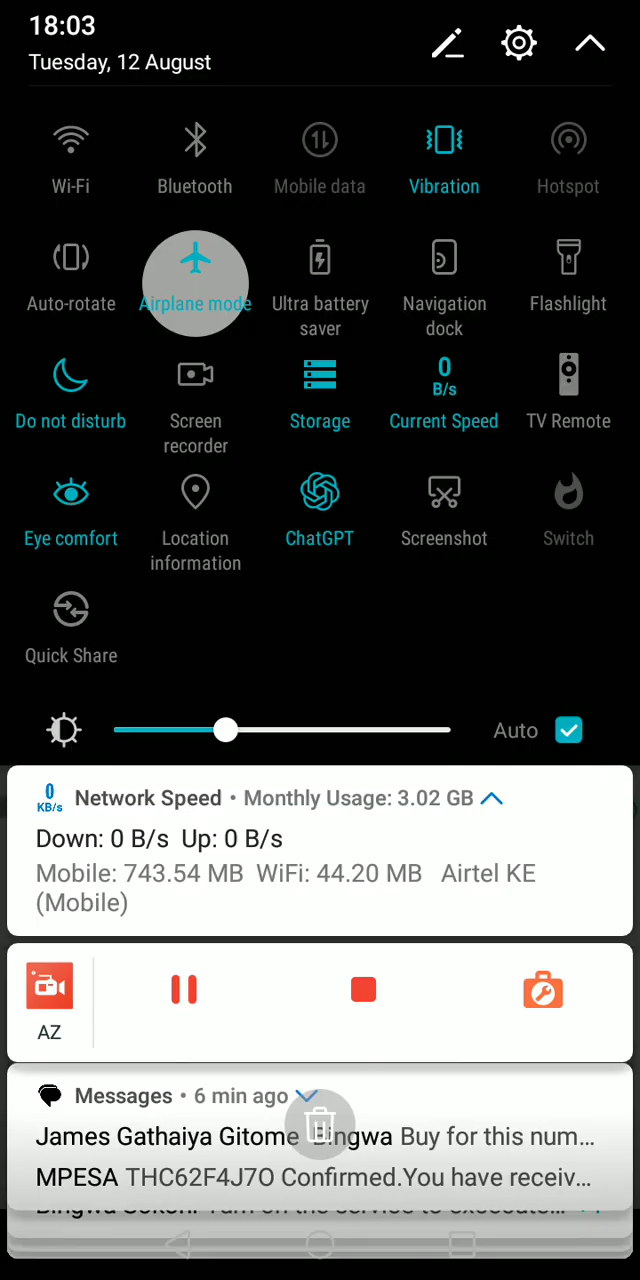 18:03
Tuesday, 12 August
Wi-Fi
Bluetooth
Mobile data
Vibration
Hotspot
Auto-rotate
Airplane mode
Ultra battery
saver
Navigation
dock
Flashlight
Do not disturb
Screen
recorder
Storage
0
B/s
Current Speed
TV Remote
Eye comfort
Location
information
ChatGPT
Screenshot
Switch
Quick Share
Auto
0
KB/s
Network Speed • Monthly Usage: 3.02 GB
Down: 0 B/s Up: 0 B/s
Mobile: 743.54 MB WiFi: 44.20 MB Airtel KE
(Mobile)
AZ
Messages • 6 min ago
James Gathaiya Gitome Bingwa Buy for this num...
MPESA THC62F4J7O Confirmed.You have receiv...